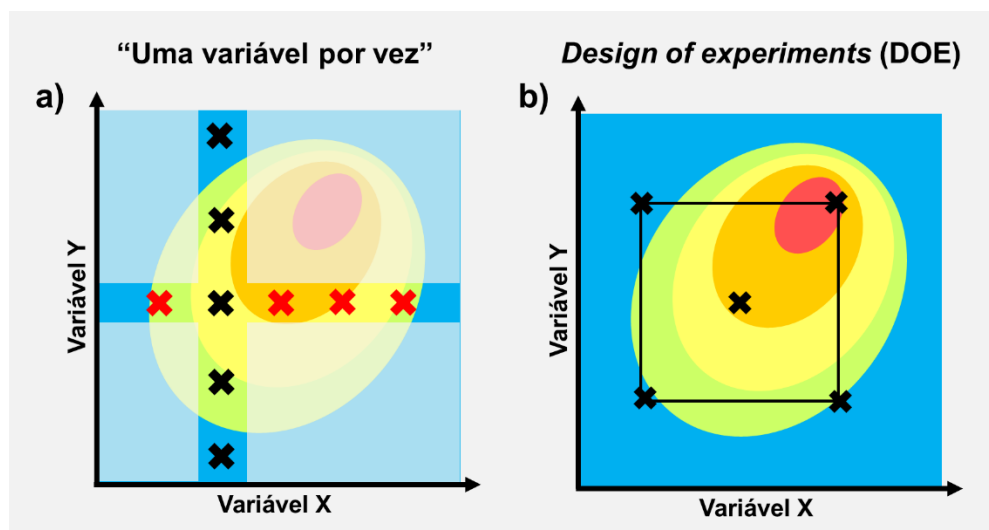 “Uma variável por vez”
a)
Variável Y
Variável X
Design of experiments (DOE)
b)
Variável Y
Variável X